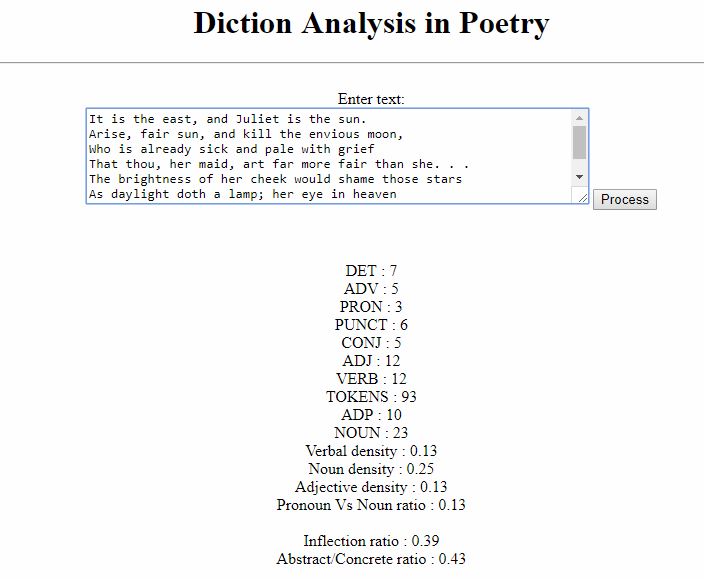 Diction Analysis in Poetry
Enter text:
It is the east, and Juliet is the sun.
Arise, fair sun, and kill the envious moon,
Who is already sick and pale with grief
That thou, her maid, art far more fair than she. . .
The brightness of her cheek would shame those stars
As daylight doth a lamp; her eye in heaven
Process
DET : 7
ADV : 5
PRON : 3
PUNCT : 6
CONJ : 5
ADJ : 12
VERB : 12
TOKENS : 93
ADP : 10
NOUN : 23
Verbal density : 0.13
Noun density : 0.25
Adjective density : 0.13
Pronoun Vs Noun ratio : 0.13
Inflection ratio : 0.39
Abstract/Concrete ratio : 0.43